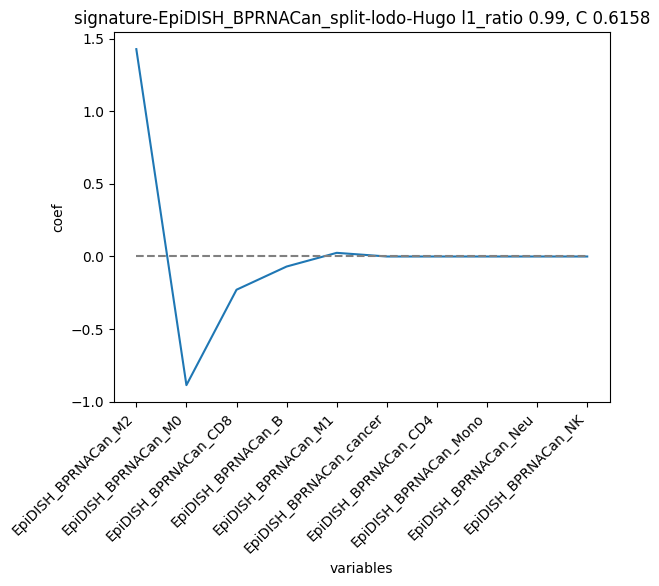 signature-EpiDISH_BPRNACan_split-lodo-Hugo l1_ratio 0.99, C 0.6158
1.5
1.0
0.5
0.0
−0.5
−1.0
coef
EpiDISH_BPRNACan_M2
EpiDISH_BPRNACan_M0
EpiDISH_BPRNACan_CD8
EpiDISH_BPRNACan_B
EpiDISH_BPRNACan_M1
EpiDISH_BPRNACan_cancer
EpiDISH_BPRNACan_CD4
EpiDISH_BPRNACan_Mono
EpiDISH_BPRNACan_Neu
EpiDISH_BPRNACan_NK
variables